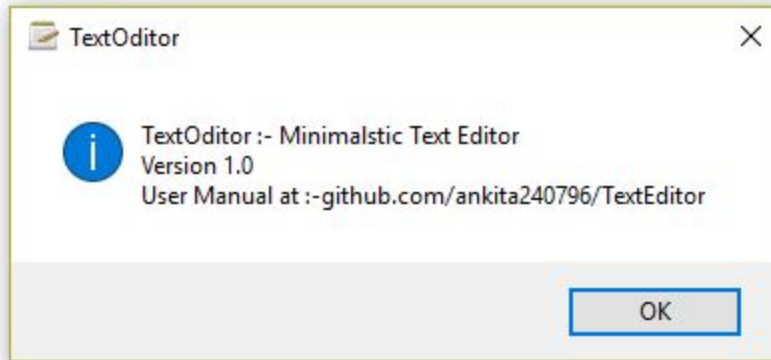 TextOditor
TextOditor :- Minimalstic Text Editor
Version 1.0
User Manual at :-github.com/ankita240796/TextEditor
OK